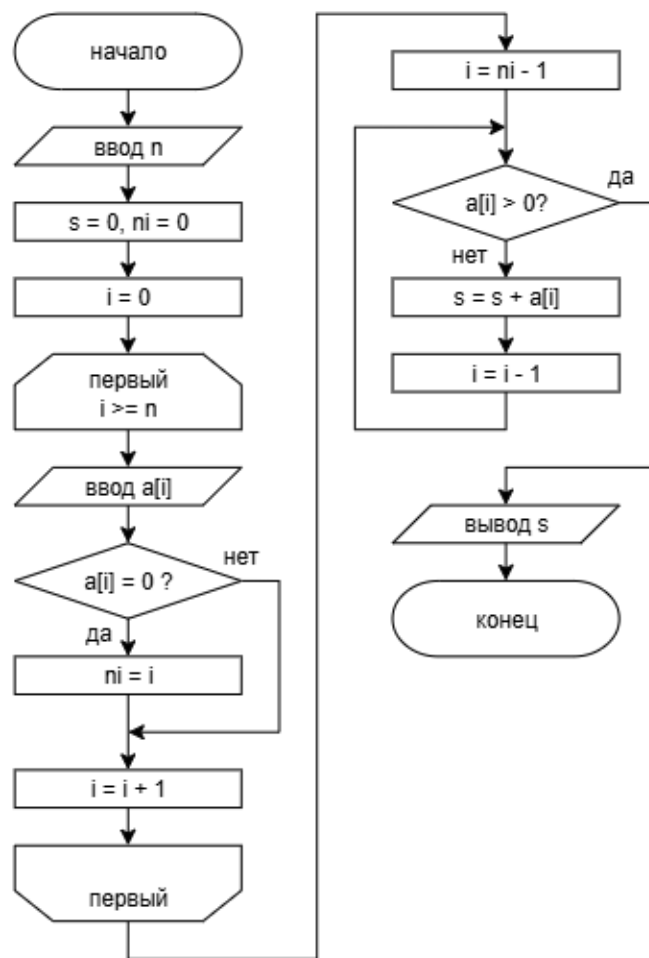 начало
ввод n
s = 0, ni = 0
i = 0
первый
i >= n
ввод a[i]
a[i] = 0 ?
нет
да
ni = i
i = i + 1
первый
i = ni - 1
a[i] > 0?
да
нет
s = s + a[i]
i = i - 1
вывод s
конец